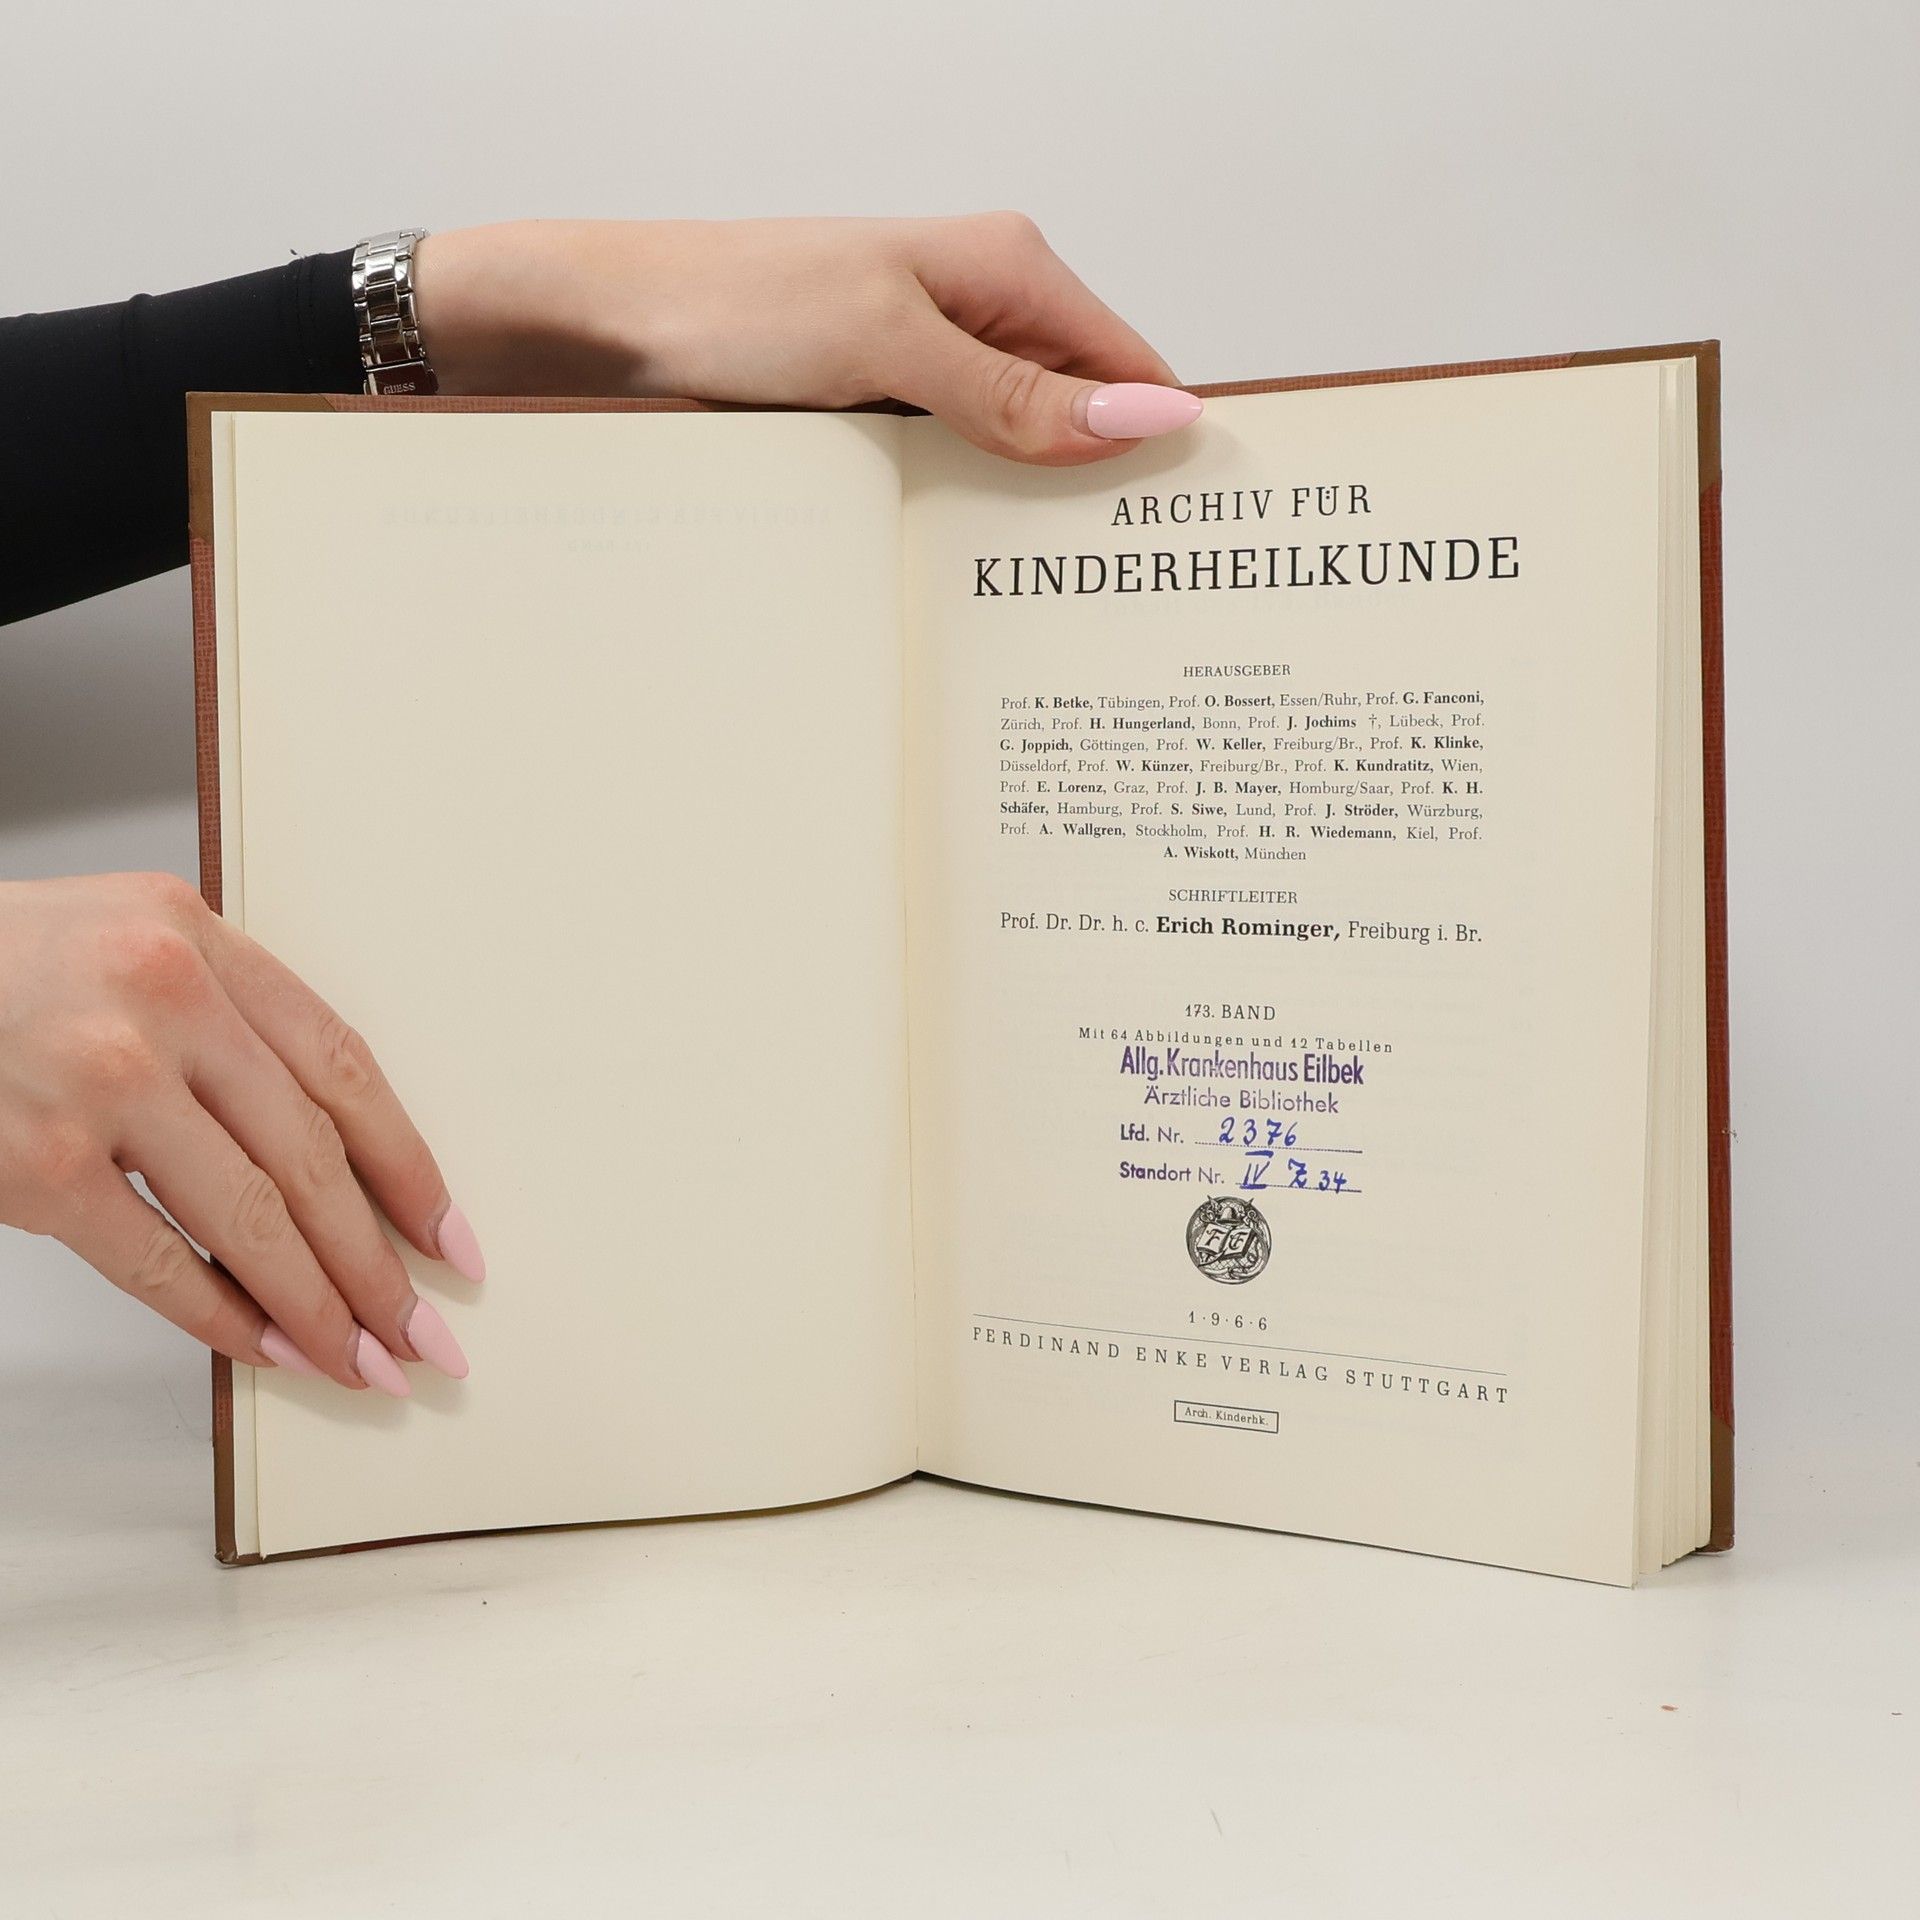 GUESS
ARCHIV FÜR
KINDERHEILKUNDE
HERAUSGEBER
Prof. K. Betke, Tübingen, Prof. O. Bossert, Essen/Ruhr, Prof. G. Fanconi,
Zürich, Prof. H. Hungerland, Bonn, Prof. J. Jochims †, Lübeck, Prof.
G. Joppich, Göttingen, Prof. W. Keller, Freiburg/Br., Prof. K. Klinke,
Düsseldorf, Prof. W. Künzer, Freiburg/Br., Prof. K. Kundratitz, Wien,
Prof. E. Lorenz, Graz, Prof. J. B. Mayer, Homburg/Saar, Prof. K. H.
Schäfer, Hamburg, Prof. S. Siwe, Lund, Prof. J. Ströder, Würzburg,
Prof. A. Wallgren, Stockholm, Prof. H. R. Wiedemann, Kiel, Prof.
A. Wiskott, München
SCHRIFTLEITER
Prof. Dr. Dr. h. c. Erich Rominger, Freiburg i. Br.
173. BAND
Mit 64 Abbildungen und 12 Tabellen
Allg. Krankenhaus Eilbek
Ärztliche Bibliothek
Lfd. Nr. 2376
Standort Nr. IV Z 34
F E
1·9·6·6
FERDINAND ENKE VERLAG STUTTGART
Arch. Kinderhk.